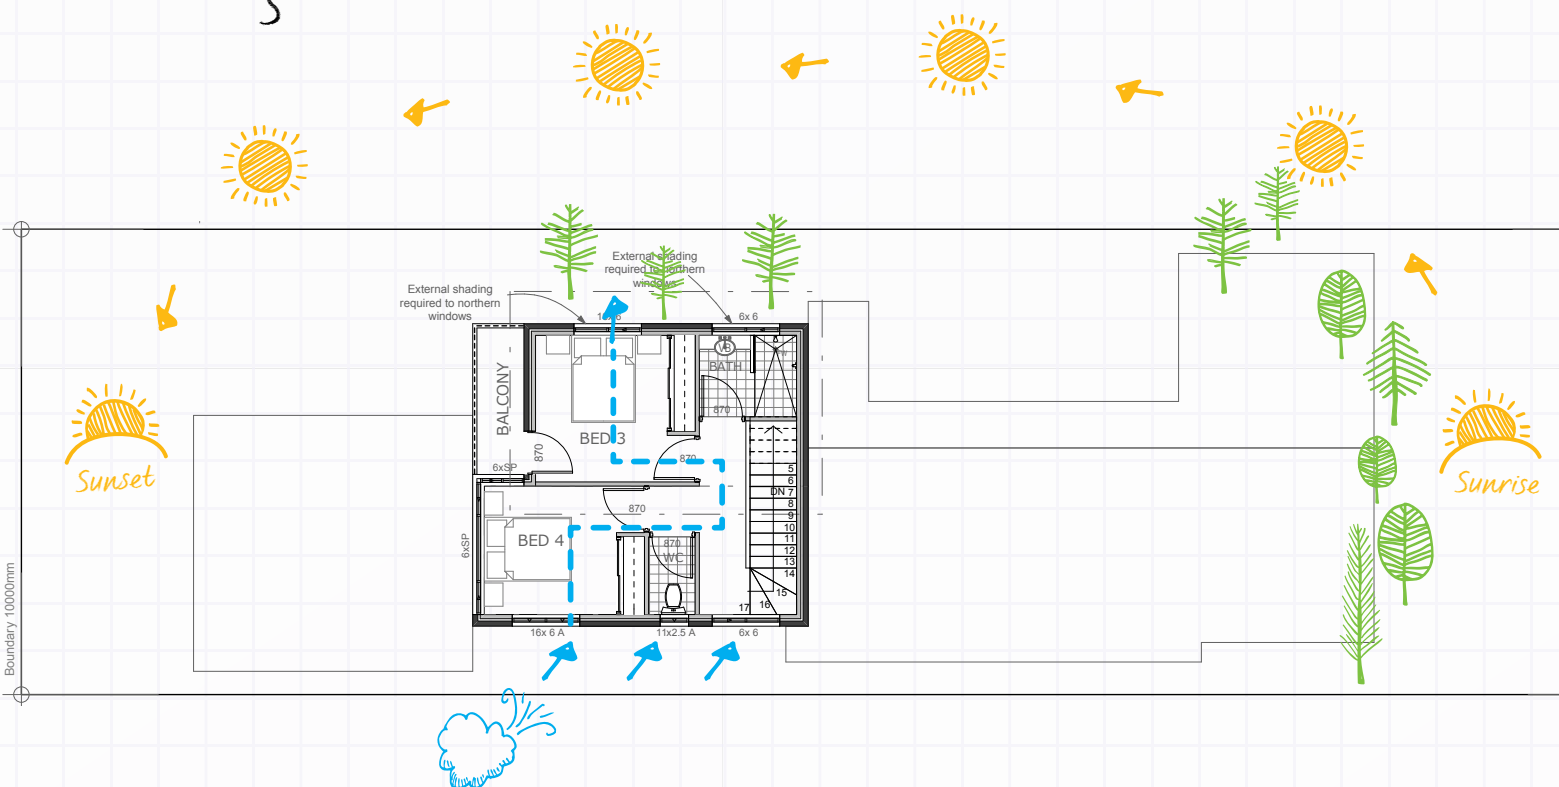 External shading
required to northern
windows
External shading
required to northern
windows
6x 6
VB
BATH
870
BALCONY
BED 3
870
870
6xSP
5
6
DN 7
8
9
10
11
12
13
14
15
16
17
870
BED 4
870
WC
6xSP
16x 6 A
11x2.5 A
6x 6
Sunset
Sunrise
Boundary 10000mm